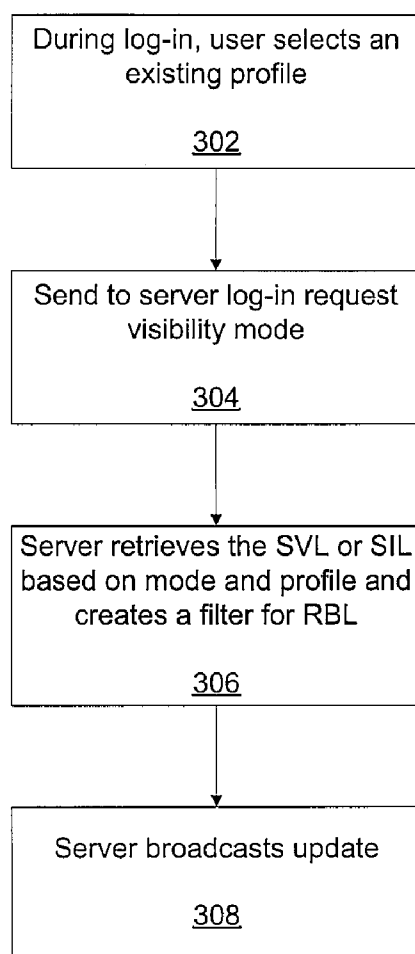 During log-in, user selects an
existing profile
302
Send to server log-in request
visibility mode
304
Server retrieves the SVL or SIL
based on mode and profile and
creates a filter for RBL
306
Server broadcasts update
308